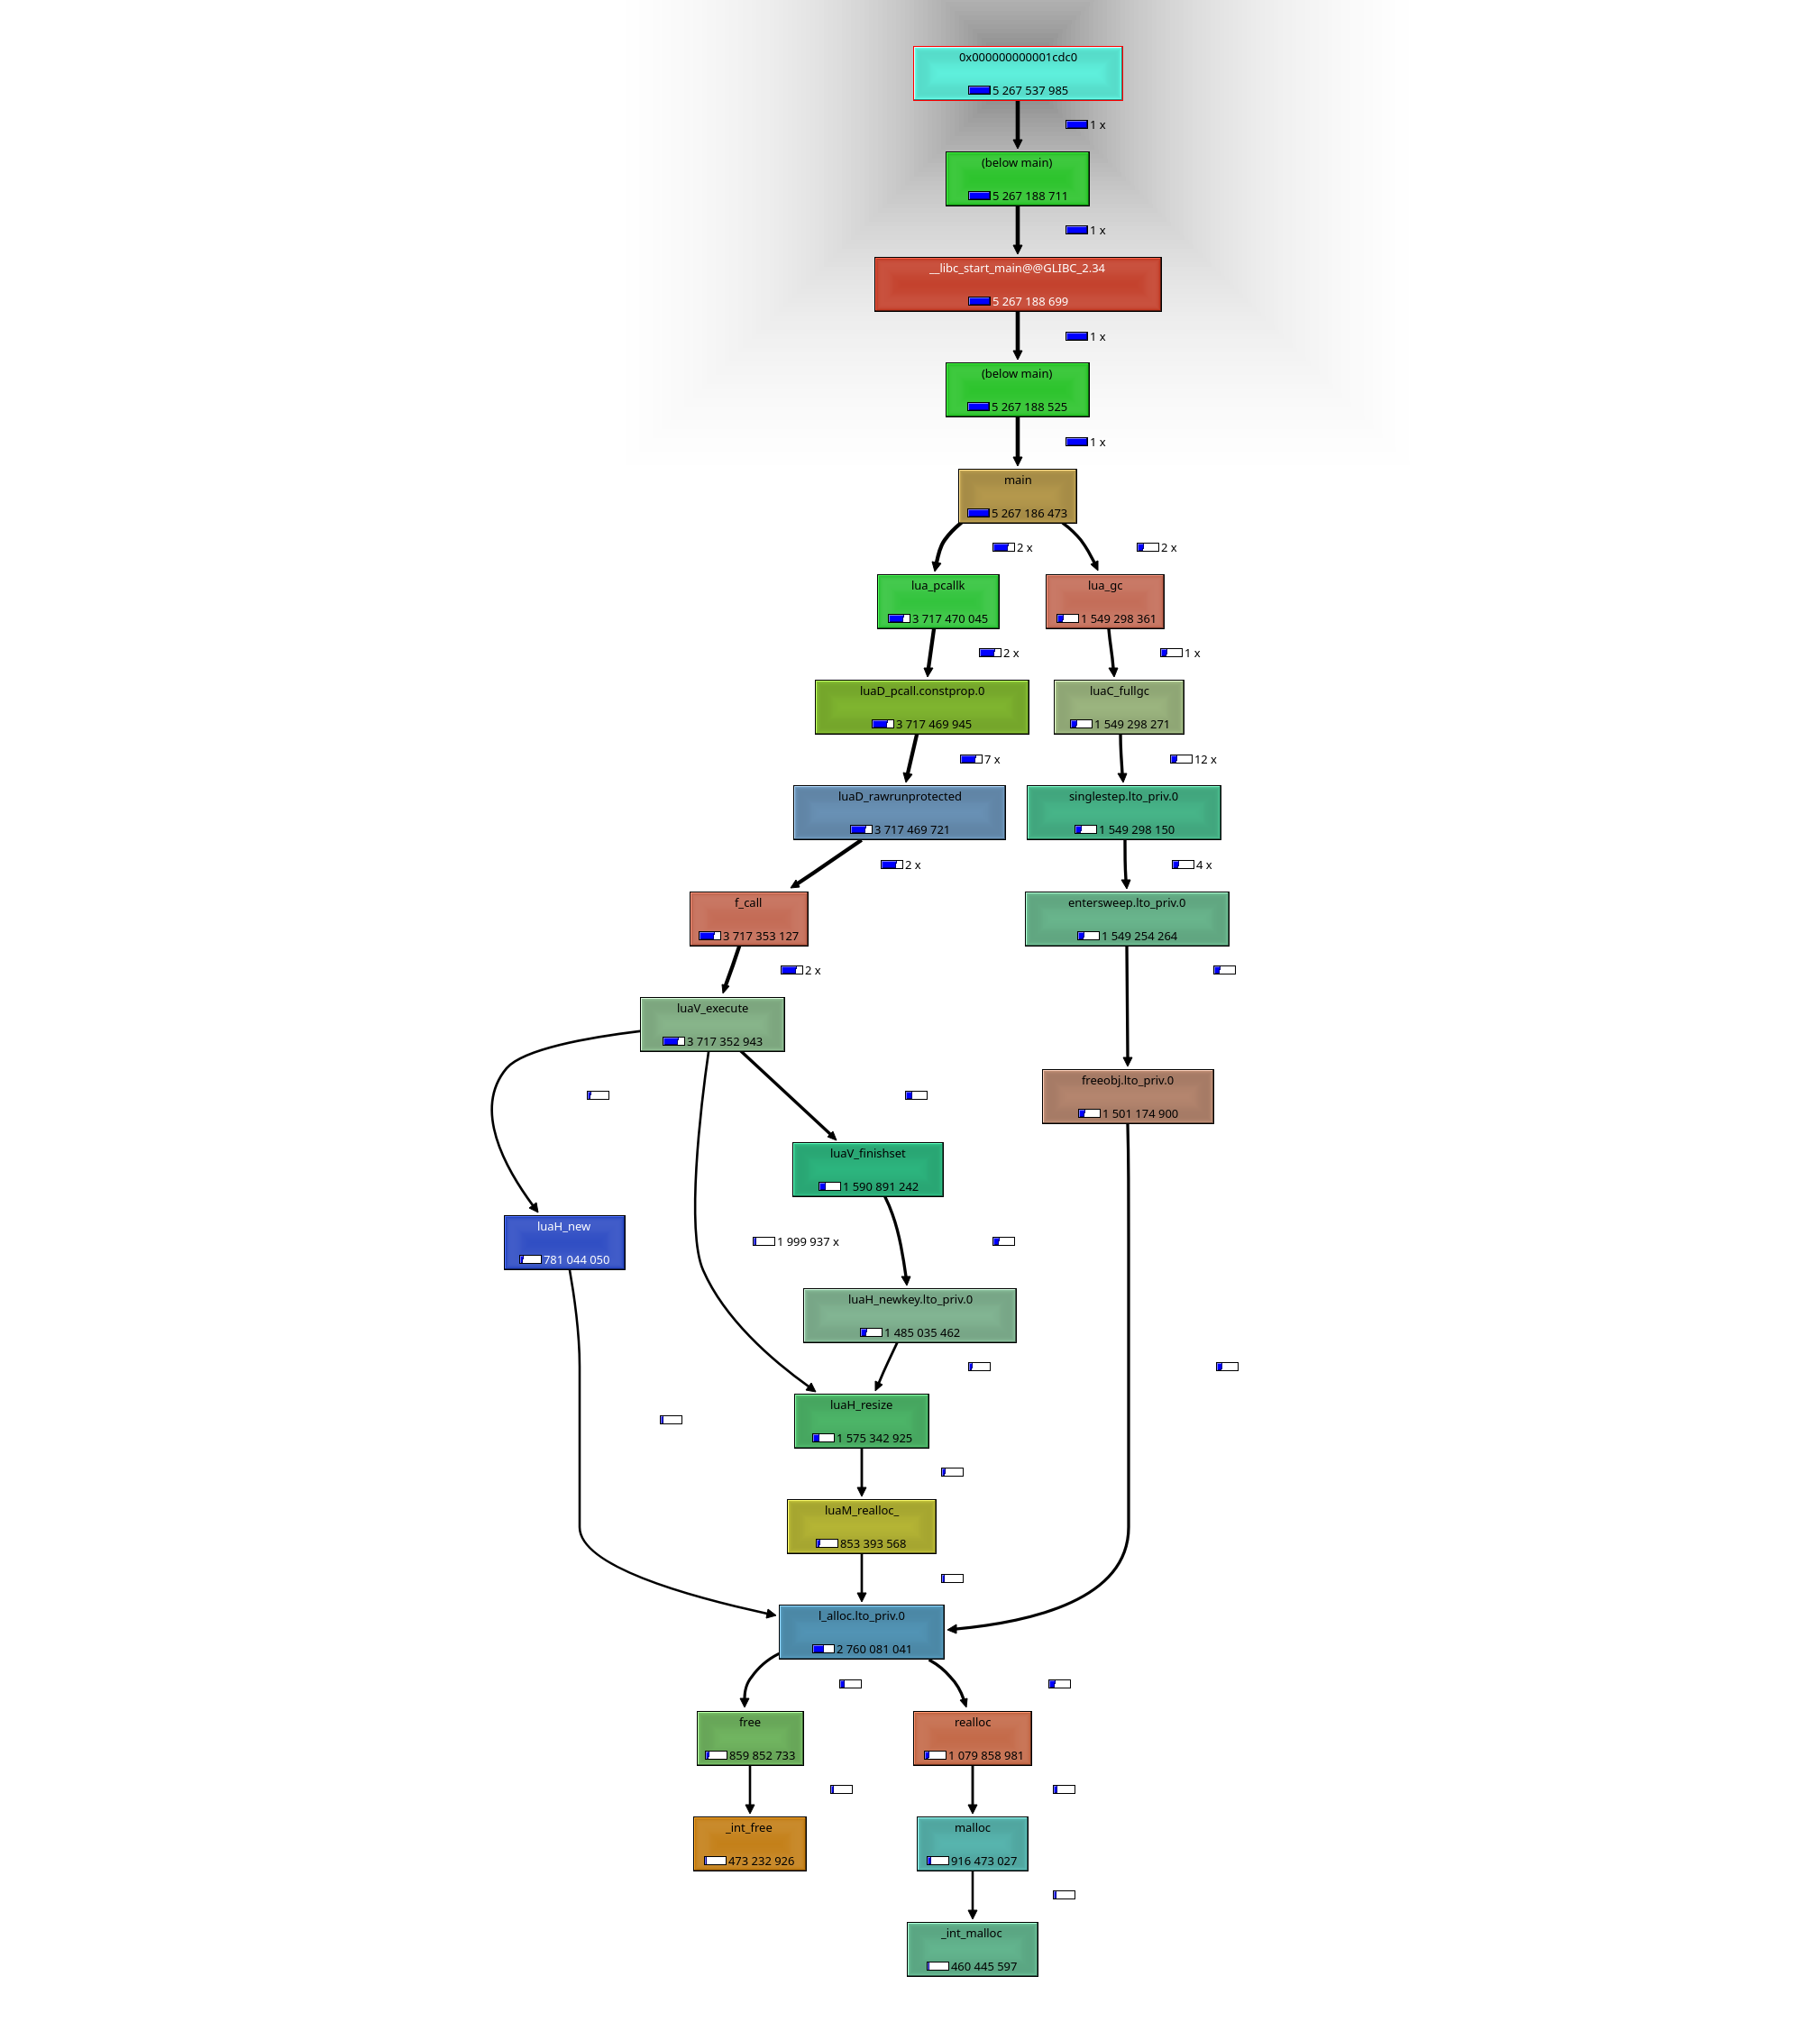 0x000000000001cdc0
5 267 537 985
1 x
(below main)
5 267 188 711
1 x
__libc_start_main@@GLIBC_2.34
5 267 188 699
1 x
(below main)
5 267 188 525
1 x
main
5 267 186 473
2 x
2 x
lua_pcallk
3 717 470 045
lua_gc
1 549 298 361
2 x
1 x
luaD_pcall.constprop.0
3 717 469 945
luaC_fullgc
1 549 298 271
7 x
12 x
luaD_rawrunprotected
3 717 469 721
singlestep.lto_priv.0
1 549 298 150
2 x
4 x
f_call
3 717 353 127
entersweep.lto_priv.0
1 549 254 264
2 x
luaV_execute
3 717 352 943
freeobj.lto_priv.0
1 501 174 900
luaV_finishset
1 590 891 242
luaH_new
781 044 050
1 999 937 x
luaH_newkey.lto_priv.0
1 485 035 462
luaH_resize
1 575 342 925
luaM_realloc_
853 393 568
l_alloc.lto_priv.0
2 760 081 041
free
859 852 733
realloc
1 079 858 981
_int_free
473 232 926
malloc
916 473 027
_int_malloc
460 445 597